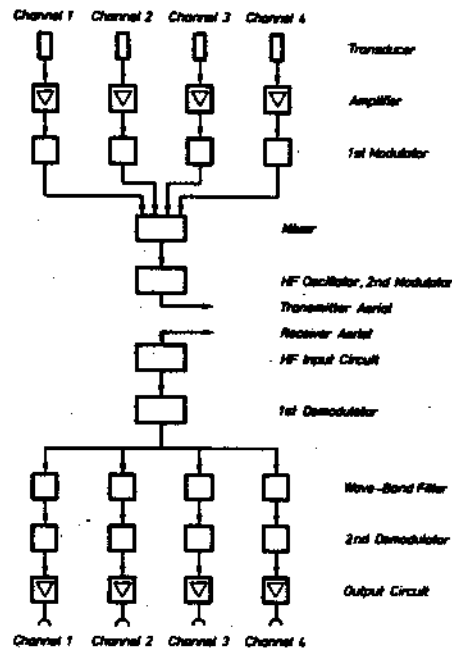 Channel 1 Channel 2 Channel 3 Channel 4
Transducer
Amplifier
1st Modulator
Mixer
HF Oscillator, 2nd Modulator
Transmitter Aerial
Receiver Aerial
HF Input Circuit
1st Demodulator
Wave-Band Filter
2nd Demodulator
Output Circuit
Channel 1 Channel 2 Channel 3 Channel 4